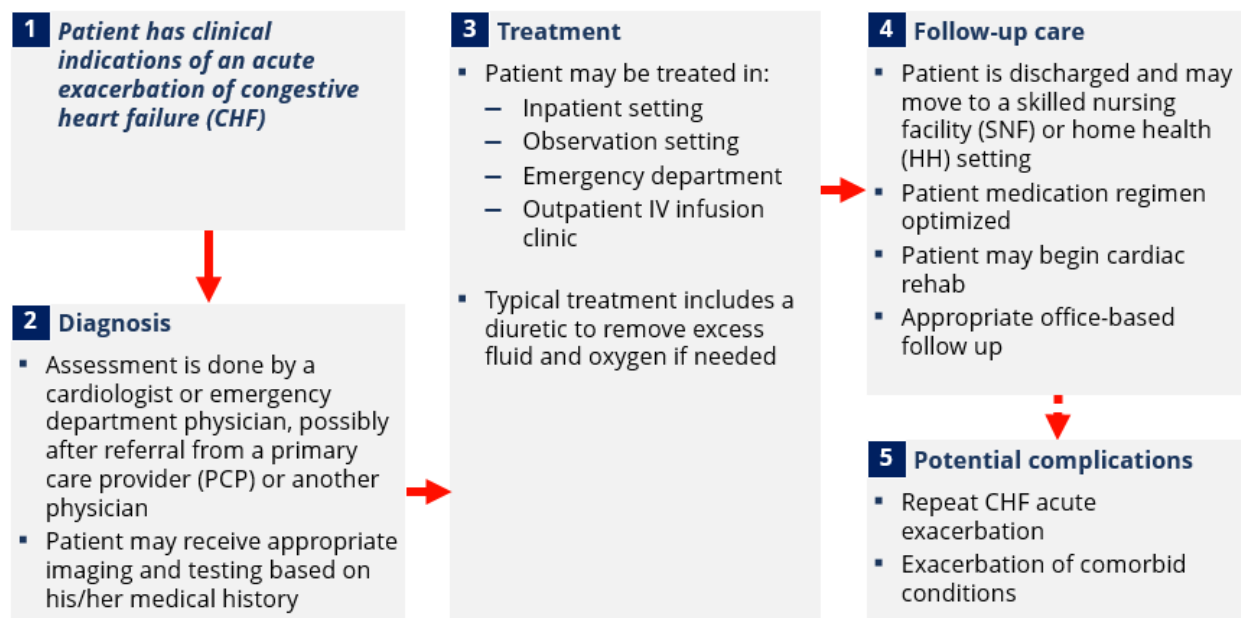 1 Patient has clinical
indications of an acute
exacerbation of congestive
heart failure (CHF)
2 Diagnosis
▪ Assessment is done by a
cardiologist or emergency
department physician, possibly
after referral from a primary
care provider (PCP) or another
physician
▪ Patient may receive appropriate
imaging and testing based on
his/her medical history
3 Treatment
▪ Patient may be treated in:
– Inpatient setting
– Observation setting
– Emergency department
– Outpatient IV infusion
clinic
▪ Typical treatment includes a
diuretic to remove excess
fluid and oxygen if needed
4 Follow-up care
▪ Patient is discharged and may
move to a skilled nursing
facility (SNF) or home health
(HH) setting
▪ Patient medication regimen
optimized
▪ Patient may begin cardiac
rehab
▪ Appropriate office-based
follow up
5 Potential complications
▪ Repeat CHF acute
exacerbation
▪ Exacerbation of comorbid
conditions